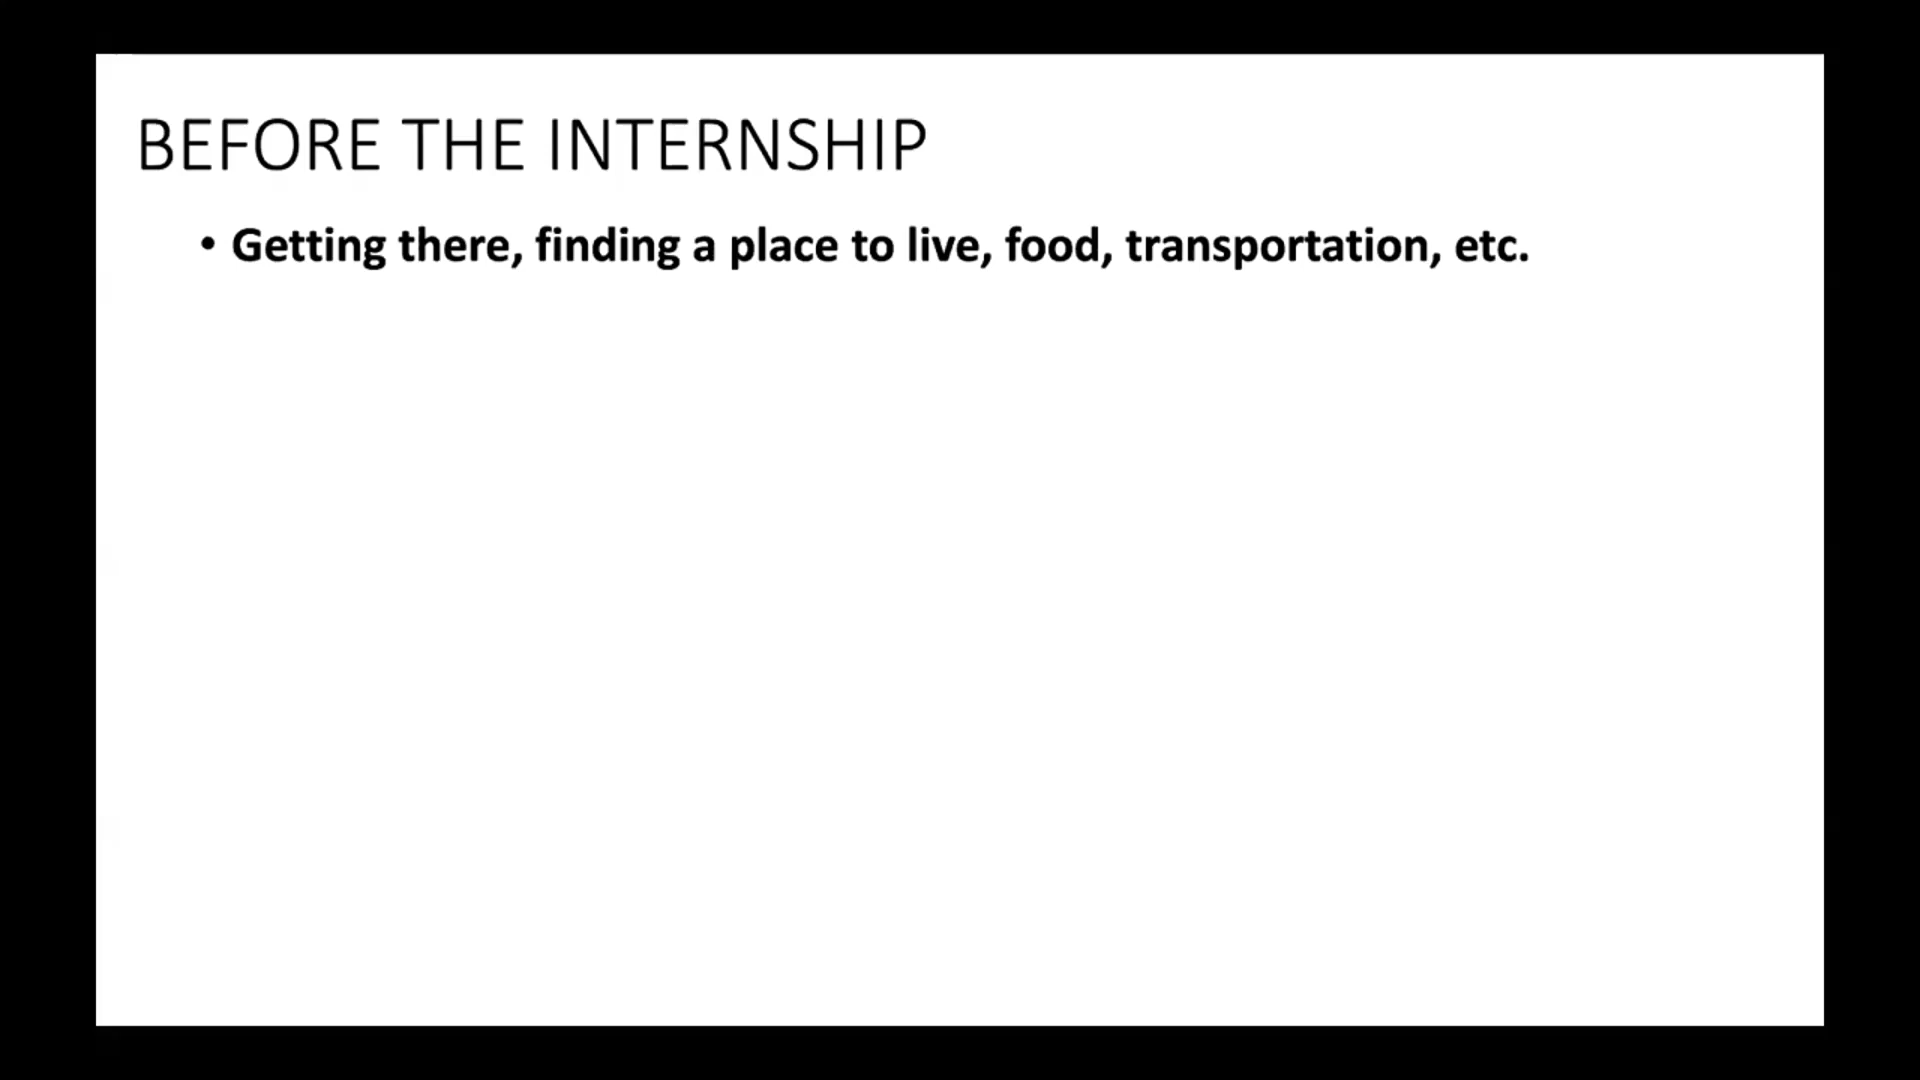 BEFORE THE INTERNSHIP
• Getting there, finding a place to live, food, transportation, etc.